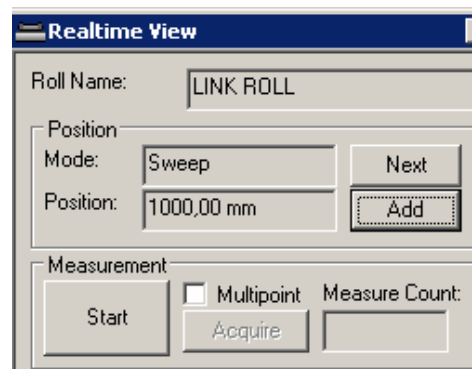 Realtime View
Roll Name: LINK ROLL
Position
Mode: Sweep Next
Position: 1000,00 mm Add
Measurement
Start Multipoint Measure Count:
Acquire